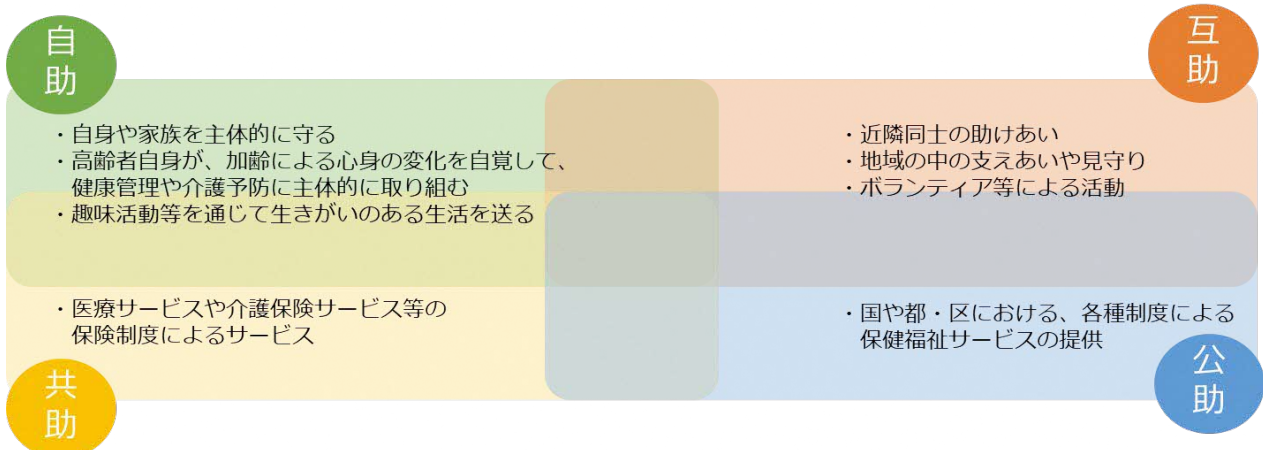 自助
・自身や家族を主体的に守る
・高齢者自身が、加齢による心身の変化を自覚して、
健康管理や介護予防に主体的に取り組む
・趣味活動等を通じて生きがいのある生活を送る
互助
・近隣同士の助けあい
・地域の中の支えあいや見守り
・ボランティア等による活動
共助
・医療サービスや介護保険サービス等の
保険制度によるサービス
公助
・国や都・区における、各種制度による
保健福祉サービスの提供